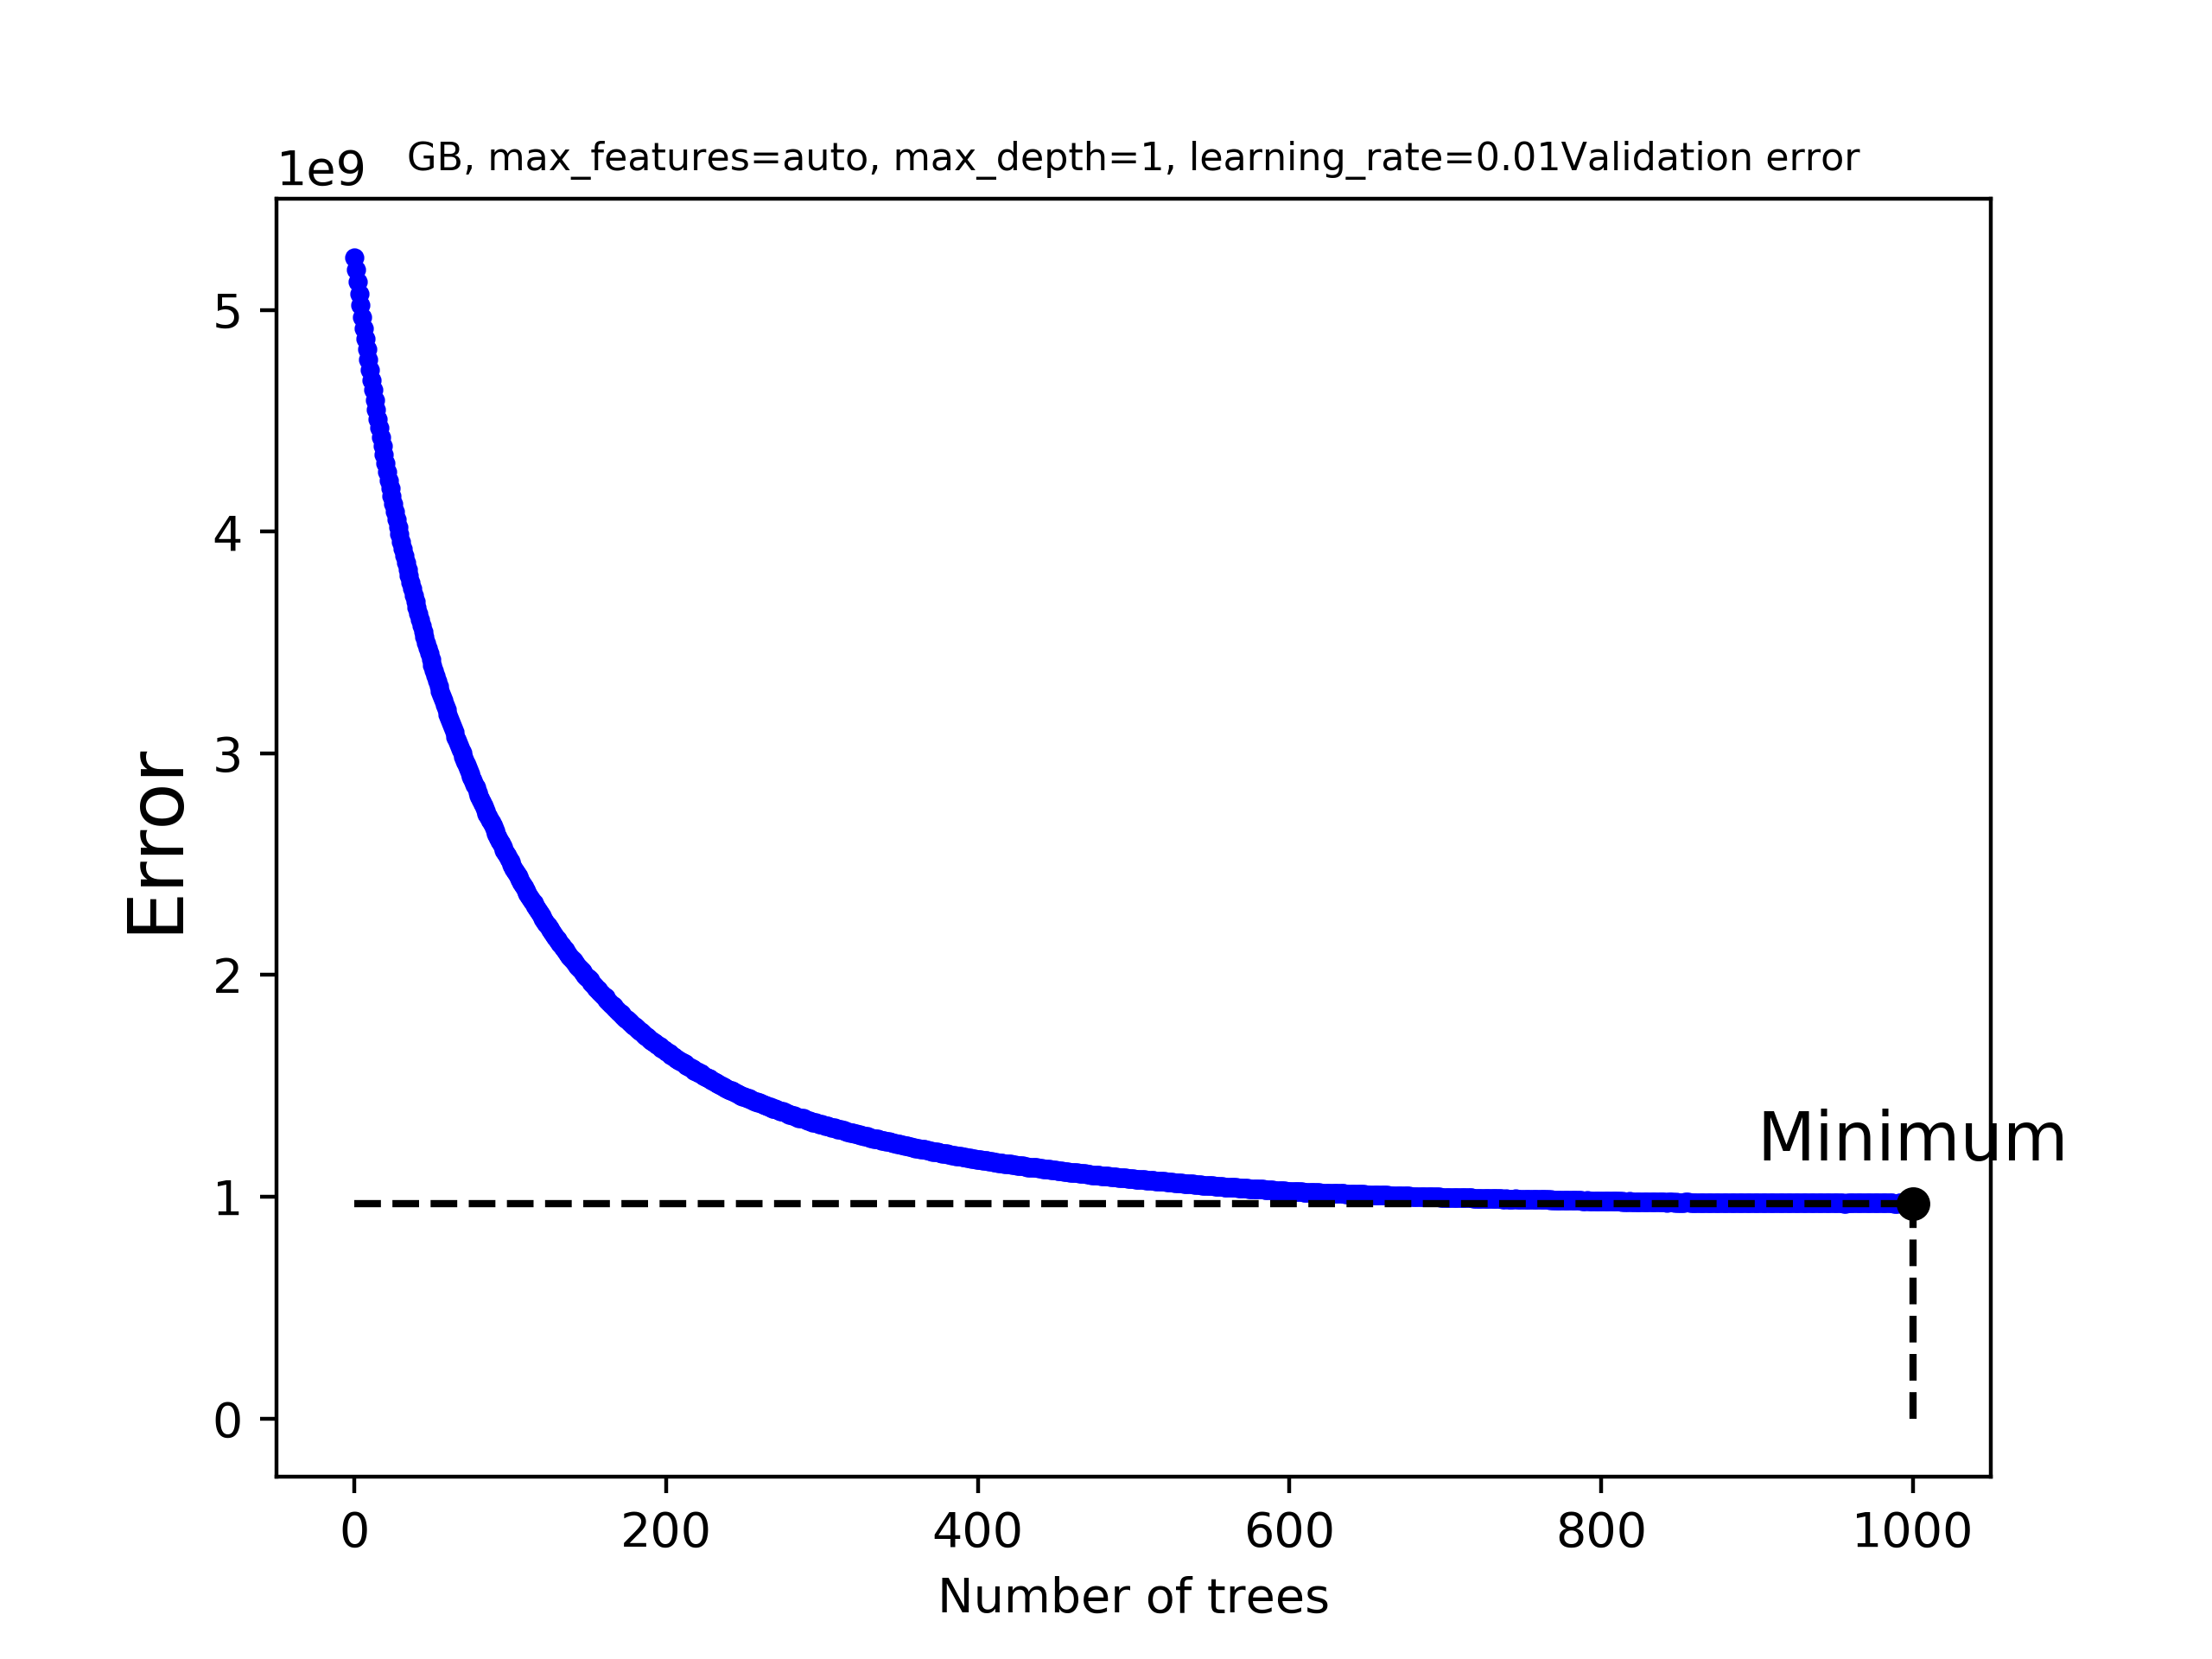 1e9
GB, max_features=auto, max_depth=1, learning_rate=0.01Validation error
5
4
3
2
1
0
Error
Minimum
0 200 400 600 800 1000
Number of trees